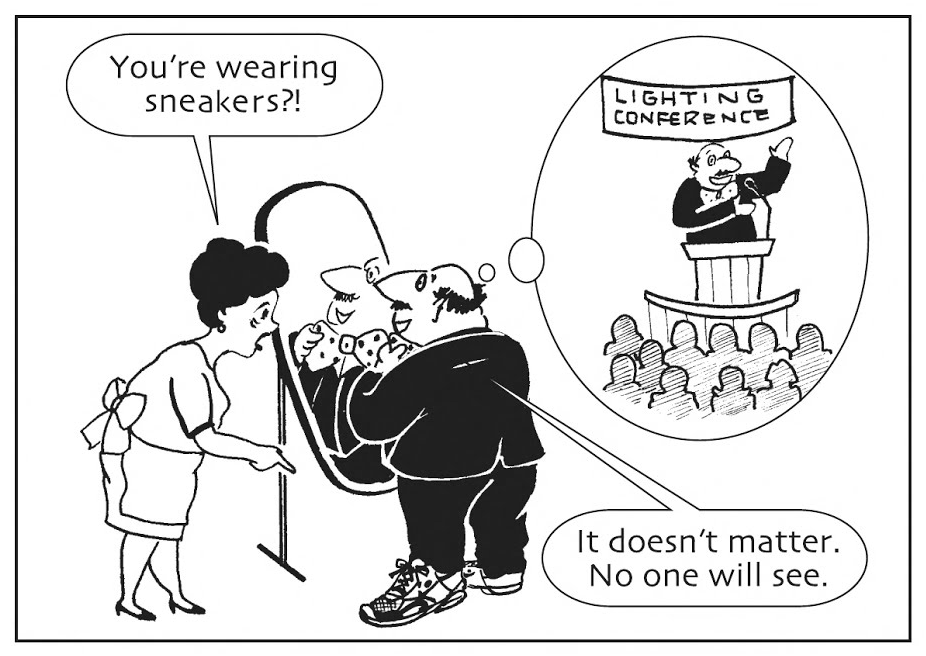 You're wearing
sneakers?!
LIGHTING
CONFERENCE
It doesn't matter.
No one will see.